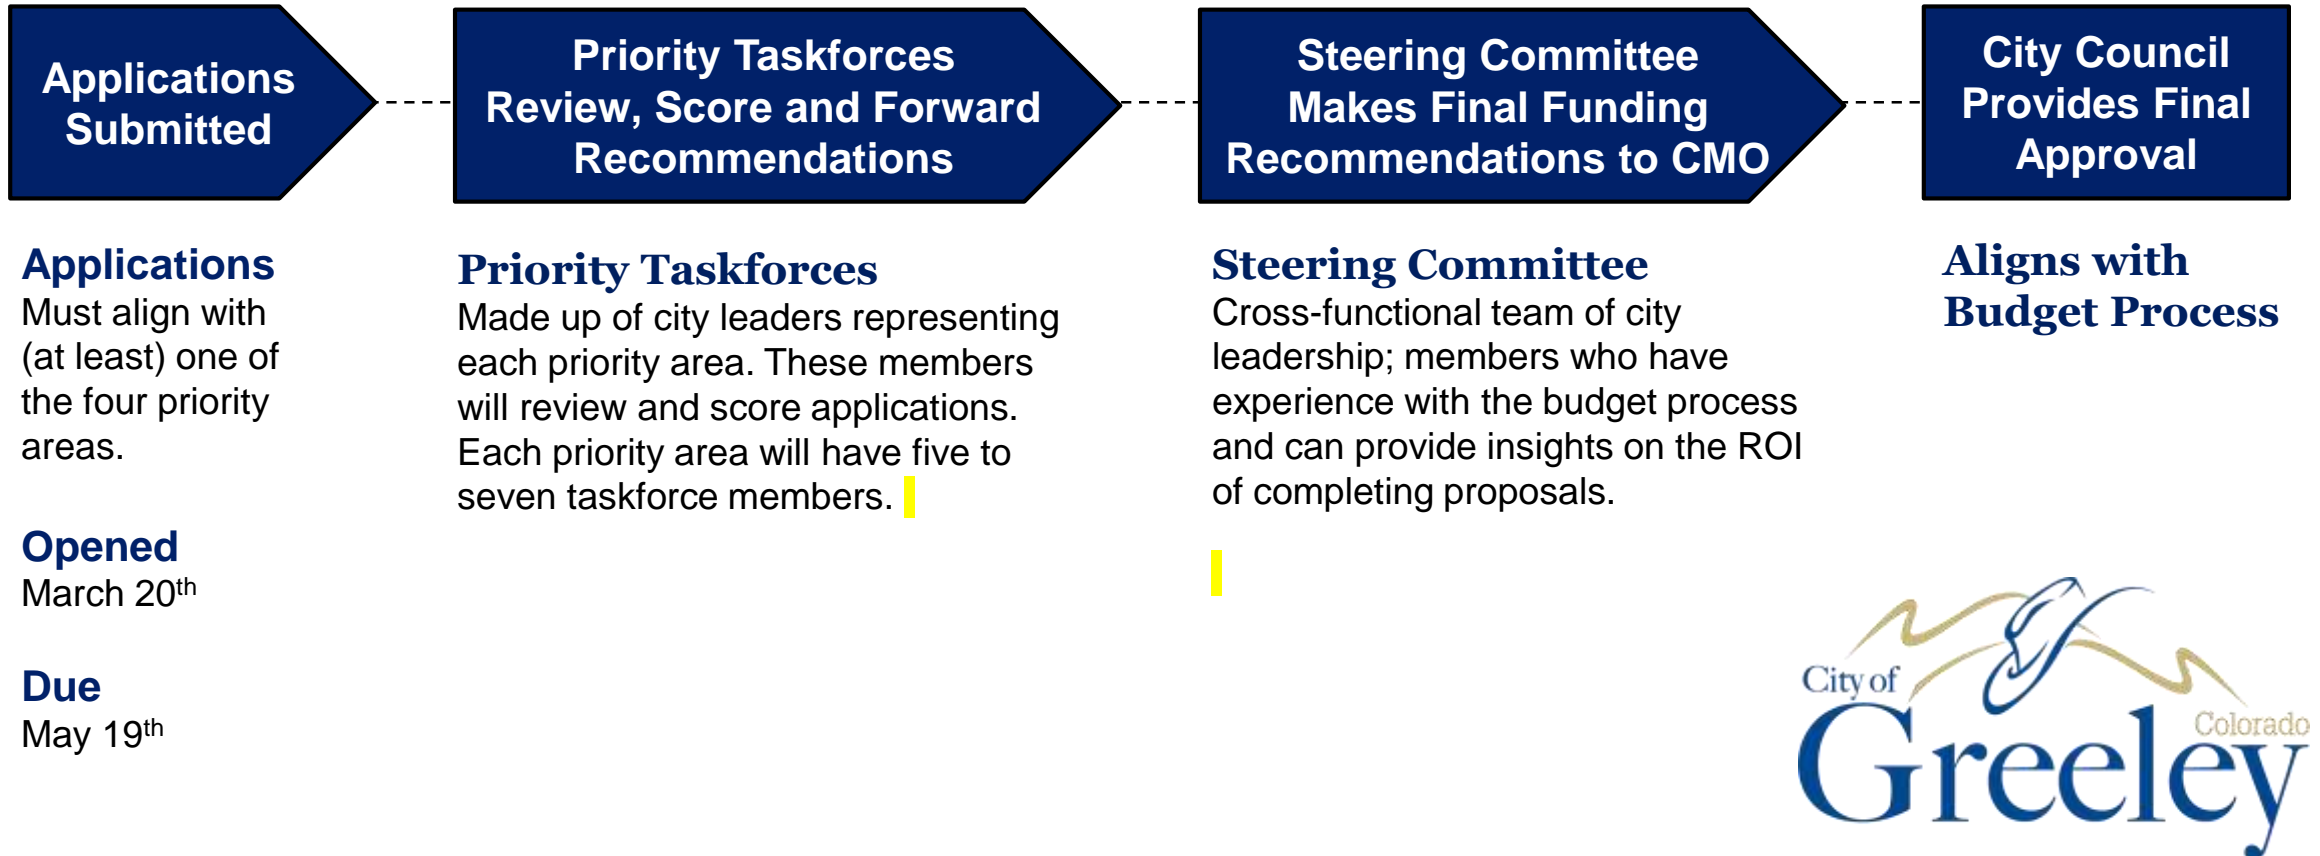 Applications
Submitted
Priority Taskforces
Review, Score and Forward
Recommendations
Steering Committee
Makes Final Funding
Recommendations to CMO
City Council
Provides Final
Approval
Applications
Must align with
(at least) one of
the four priority
areas.
Opened
March 20th
Due
May 19th
Priority Taskforces
Made up of city leaders representing
each priority area. These members
will review and score applications.
Each priority area will have five to
seven taskforce members.
Steering Committee
Cross-functional team of city
leadership; members who have
experience with the budget process
and can provide insights on the ROI
of completing proposals.
Aligns with
Budget Process
City of
Greeley
Colorado